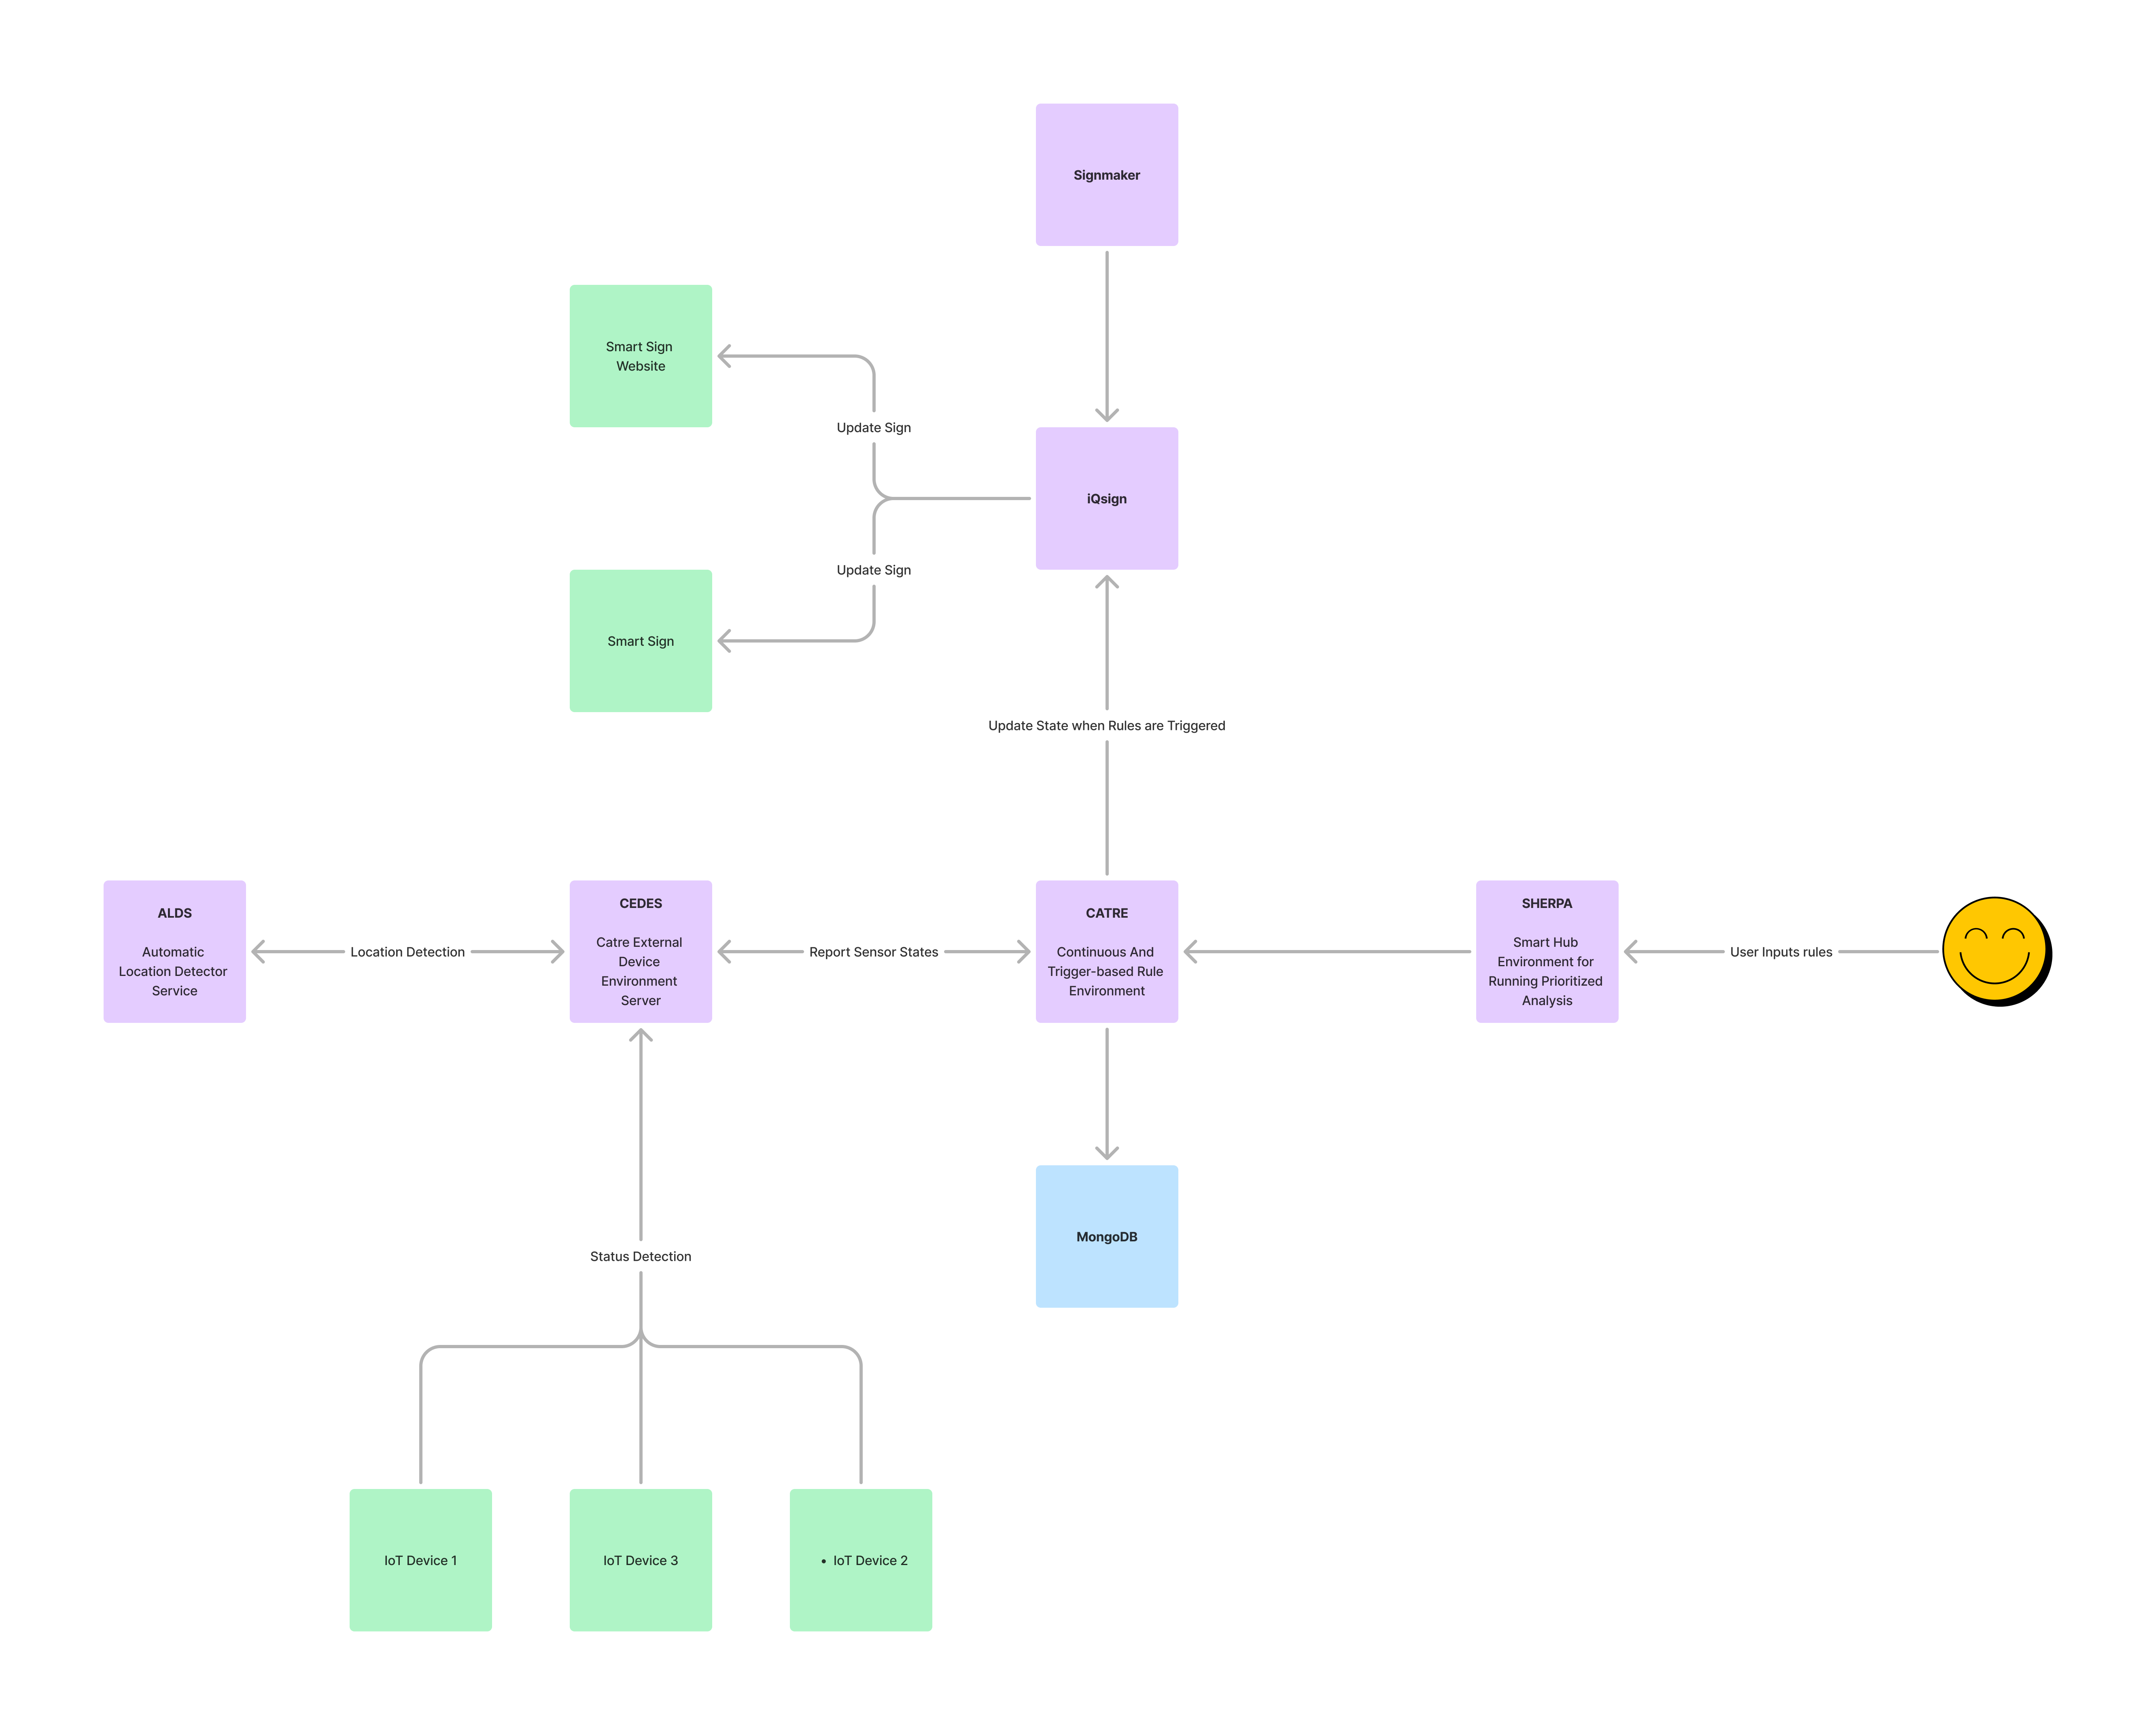 Signmaker
Smart Sign
Website
Update Sign
iQsign
Update Sign
Smart Sign
Update State when Rules are Triggered
ALDS
Automatic
Location Detector
Service
Location Detection
CEDES
Catre External
Device
Environment
Server
Report Sensor States
CATRE
Continuous And
Trigger-based Rule
Environment
SHERPA
Smart Hub
Environment for
Running Prioritized
Analysis
User Inputs rules
MongoDB
Status Detection
IoT Device 1
IoT Device 3
• IoT Device 2